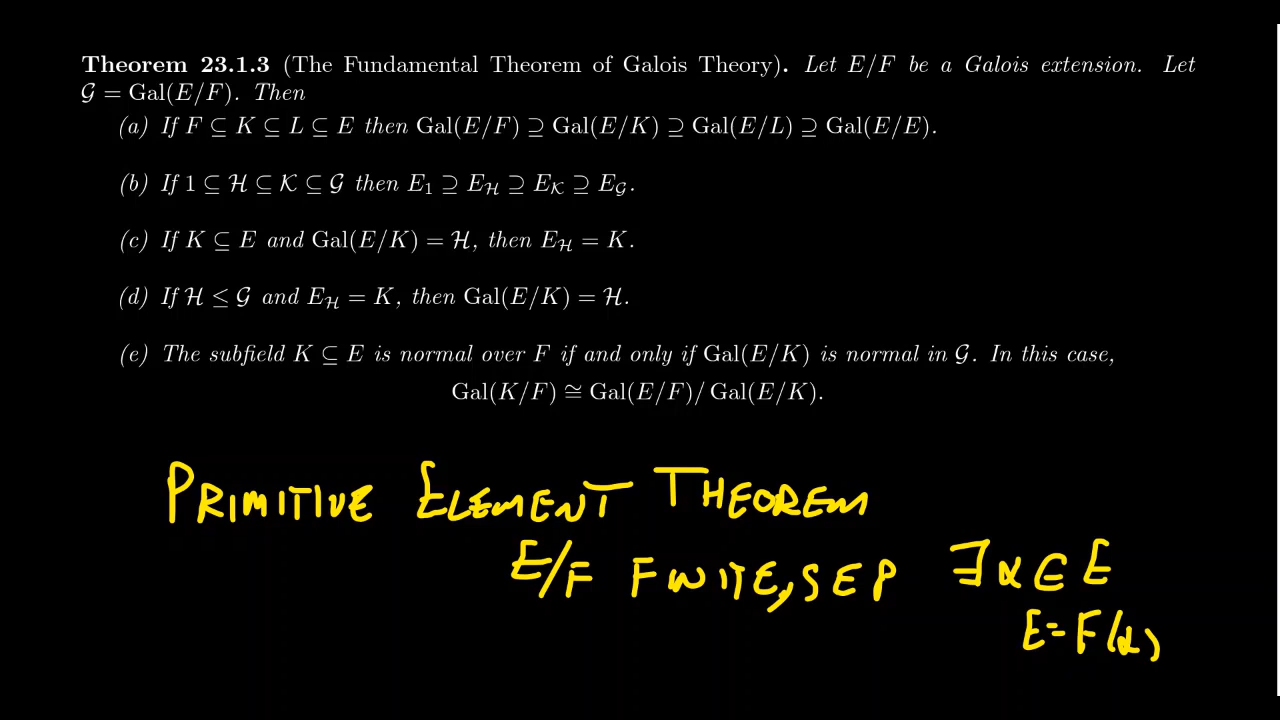 Theorem 23.1.3 (The Fundamental Theorem of Galois Theory). Let E/F be a Galois extension. Let
𝒢 = Gal(E/F). Then
(a) If F ⊆ K ⊆ L ⊆ E then Gal(E/F) ⊇ Gal(E/K) ⊇ Gal(E/L) ⊇ Gal(E/E).
(b) If 1 ⊆ ℋ ⊆ 𝒦 ⊆ 𝒢 then E₁ ⊇ E_ℋ ⊇ E_𝒦 ⊇ E_𝒢.
(c) If K ⊆ E and Gal(E/K) = ℋ, then E_ℋ = K.
(d) If ℋ ≤ 𝒢 and E_ℋ = K, then Gal(E/K) = ℋ.
(e) The subfield K ⊆ E is normal over F if and only if Gal(E/K) is normal in 𝒢. In this case,
Gal(K/F) ≅ Gal(E/F)/ Gal(E/K).
PRIMITIVE ELEMENT THEOREM
E/F FINITE, SEP ∃ α ∈ E
E = F(α)